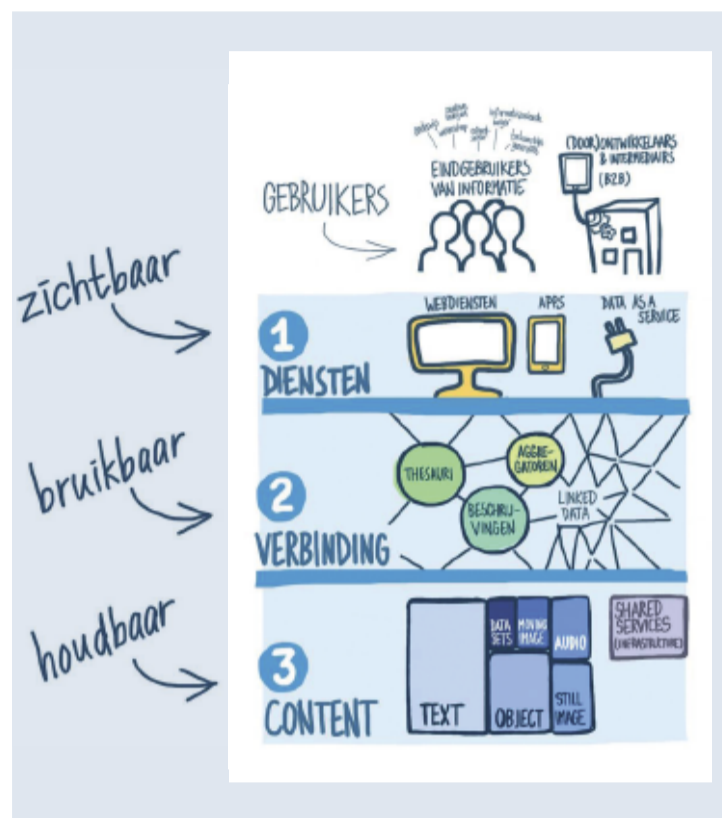 (DOOR)ONTWIKKELAARS
& INTERMEDIAIRS
(B2B)
EINDGEBRUIKERS
VAN INFORMATIE
GEBRUIKERS
zichtbaar
WEBDIENSTEN
APPS
DATA AS A
SERVICE
1
DIENSTEN
bruikbaar
THESAURI
AGGRE-
GATOREN
BESCHRIJ-
VINGEN
LINKED
DATA
2
VERBINDING
houdbaar
DATA
SETS
MOVING
IMAGE
AUDIO
SHARED
SERVICES
(INFRASTRUCTURE)
3
CONTENT
TEXT
OBJECT
STILL
IMAGE